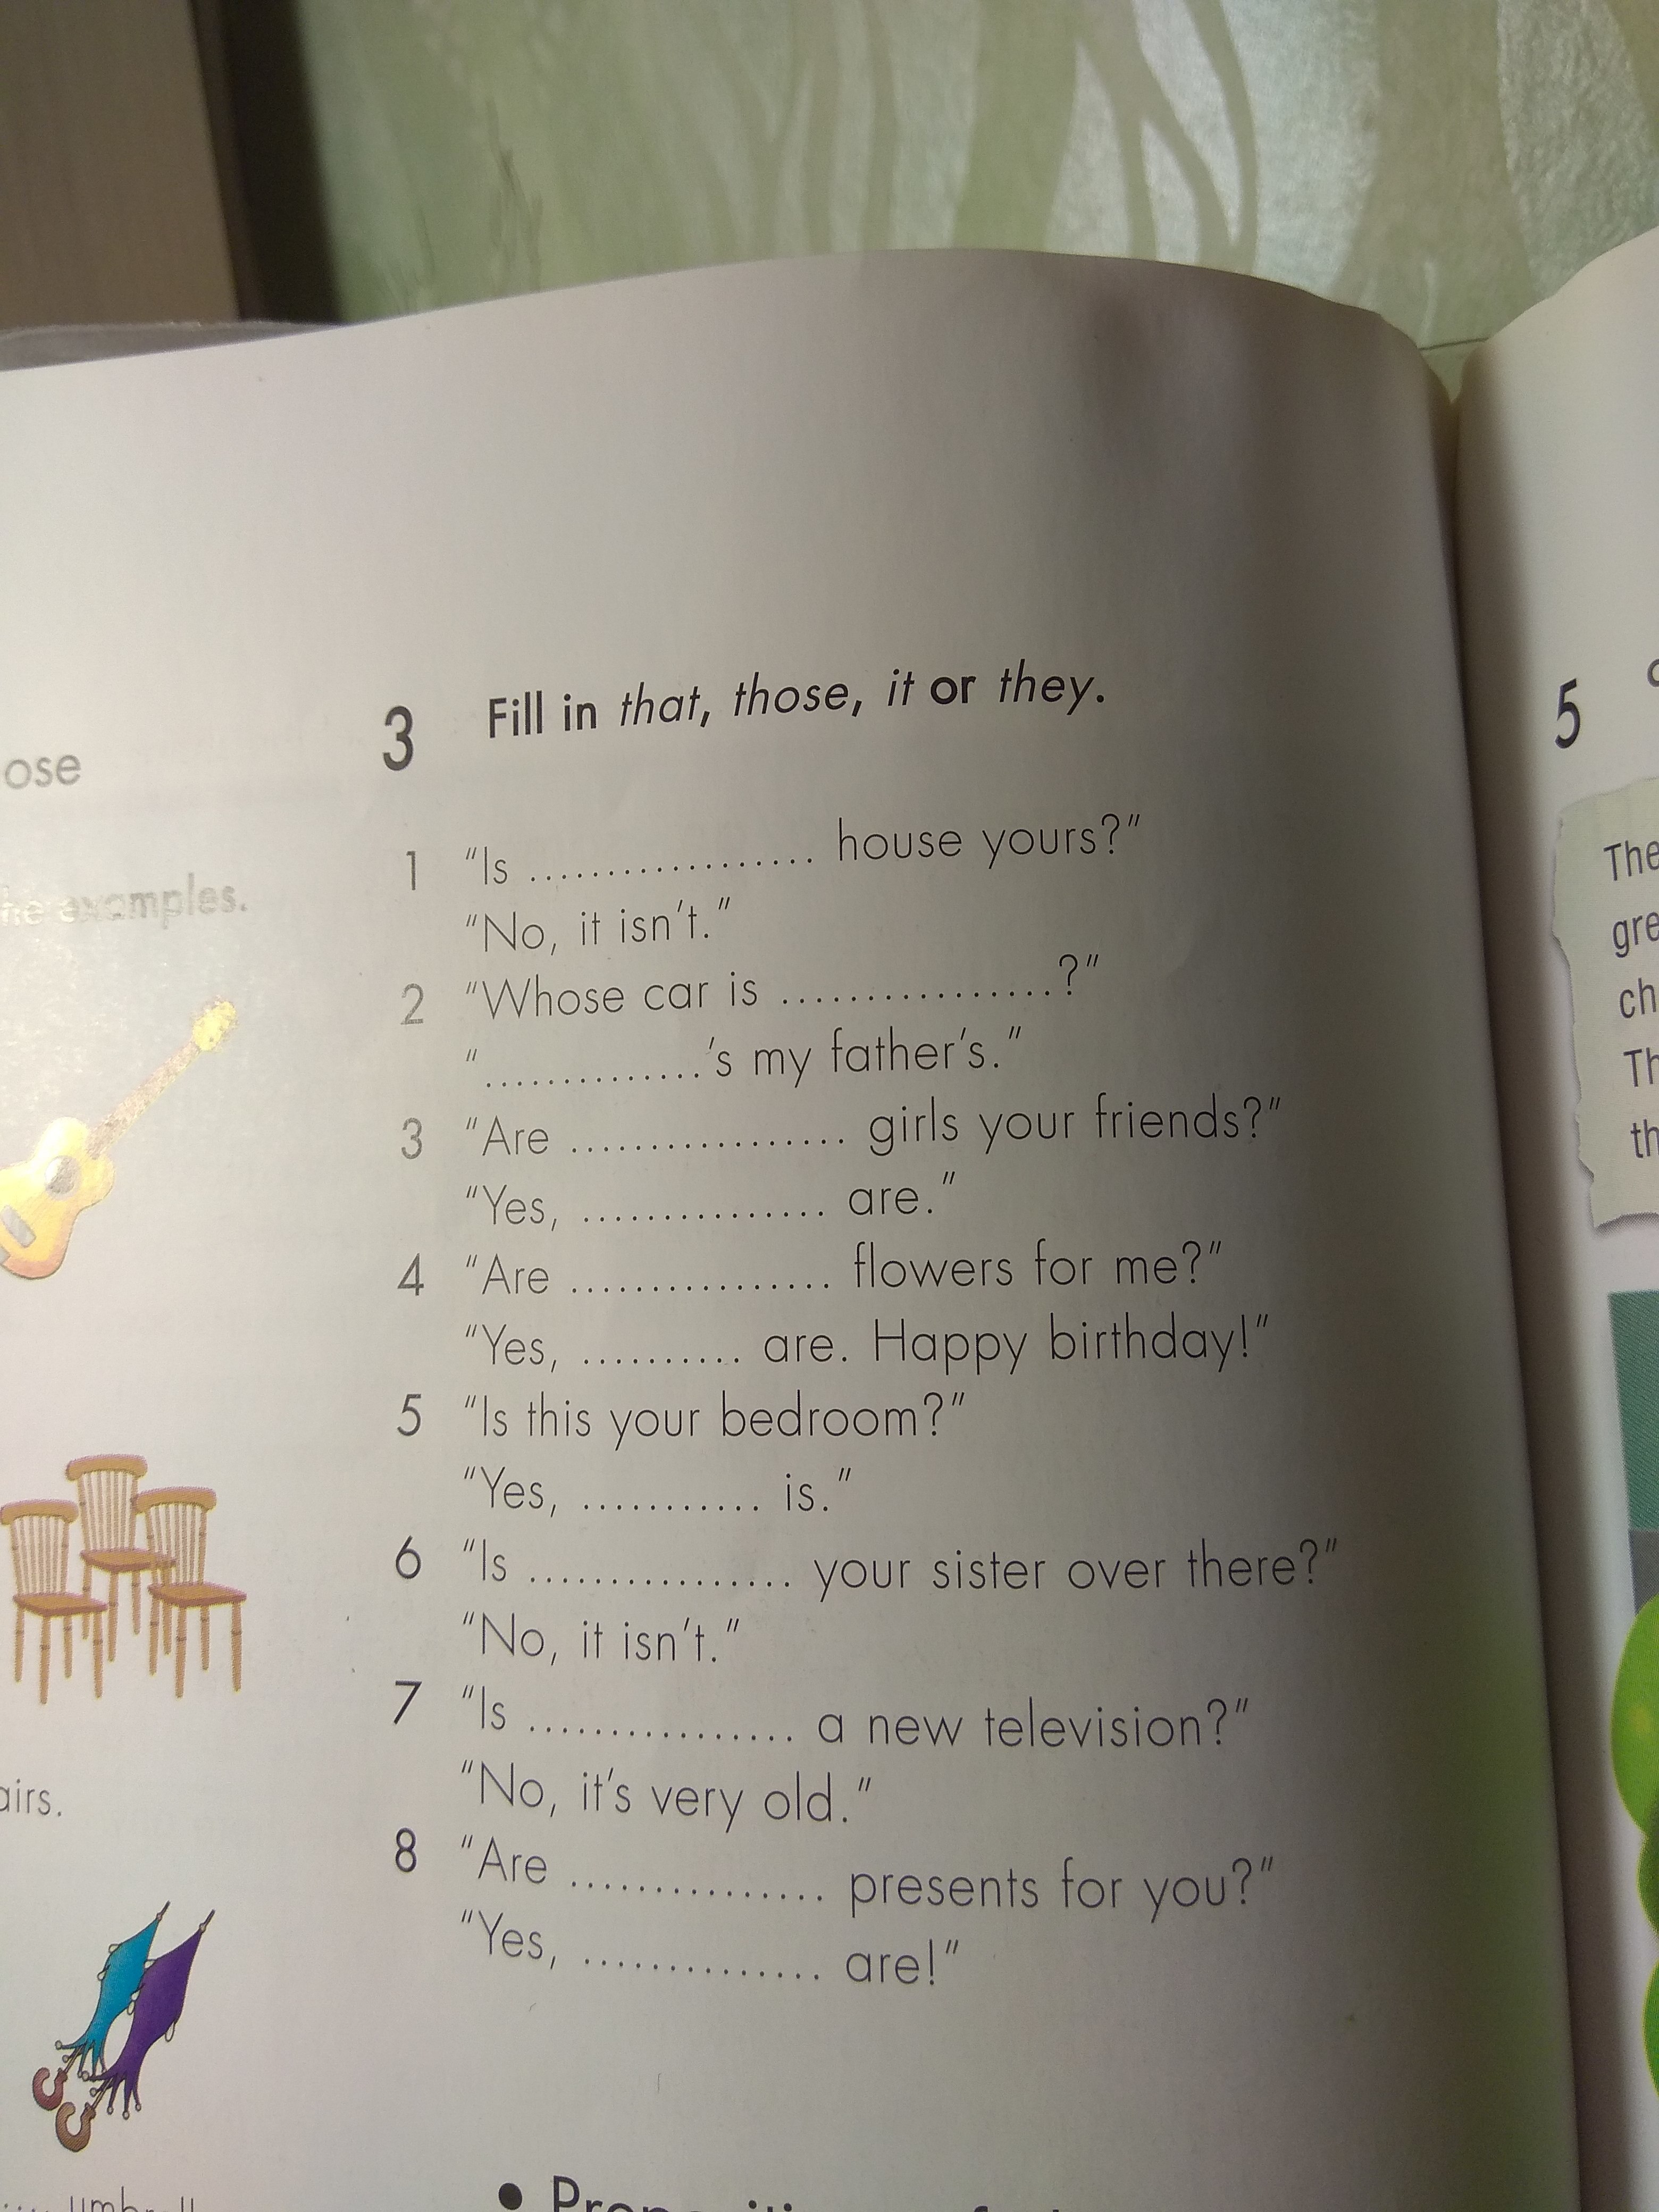 ose
he examples.
airs.
3 Fill in that, those, it or they.
1 "Is .................. house yours?"
"No, it isn't."
2 "Whose car is .................?"
"..............'s my father's."
3 "Are .................. girls your friends?"
"Yes, ................ are."
4 "Are ................. flowers for me?"
"Yes, .......... are. Happy birthday!"
5 "Is this your bedroom?"
"Yes, ............ is."
6 "Is ................. your sister over there?"
"No, it isn't."
7 "Is ................. a new television?"
"No, it's very old."
8 "Are ................ presents for you?"
"Yes, ................ are!"
5
The
gre
ch
Th
th